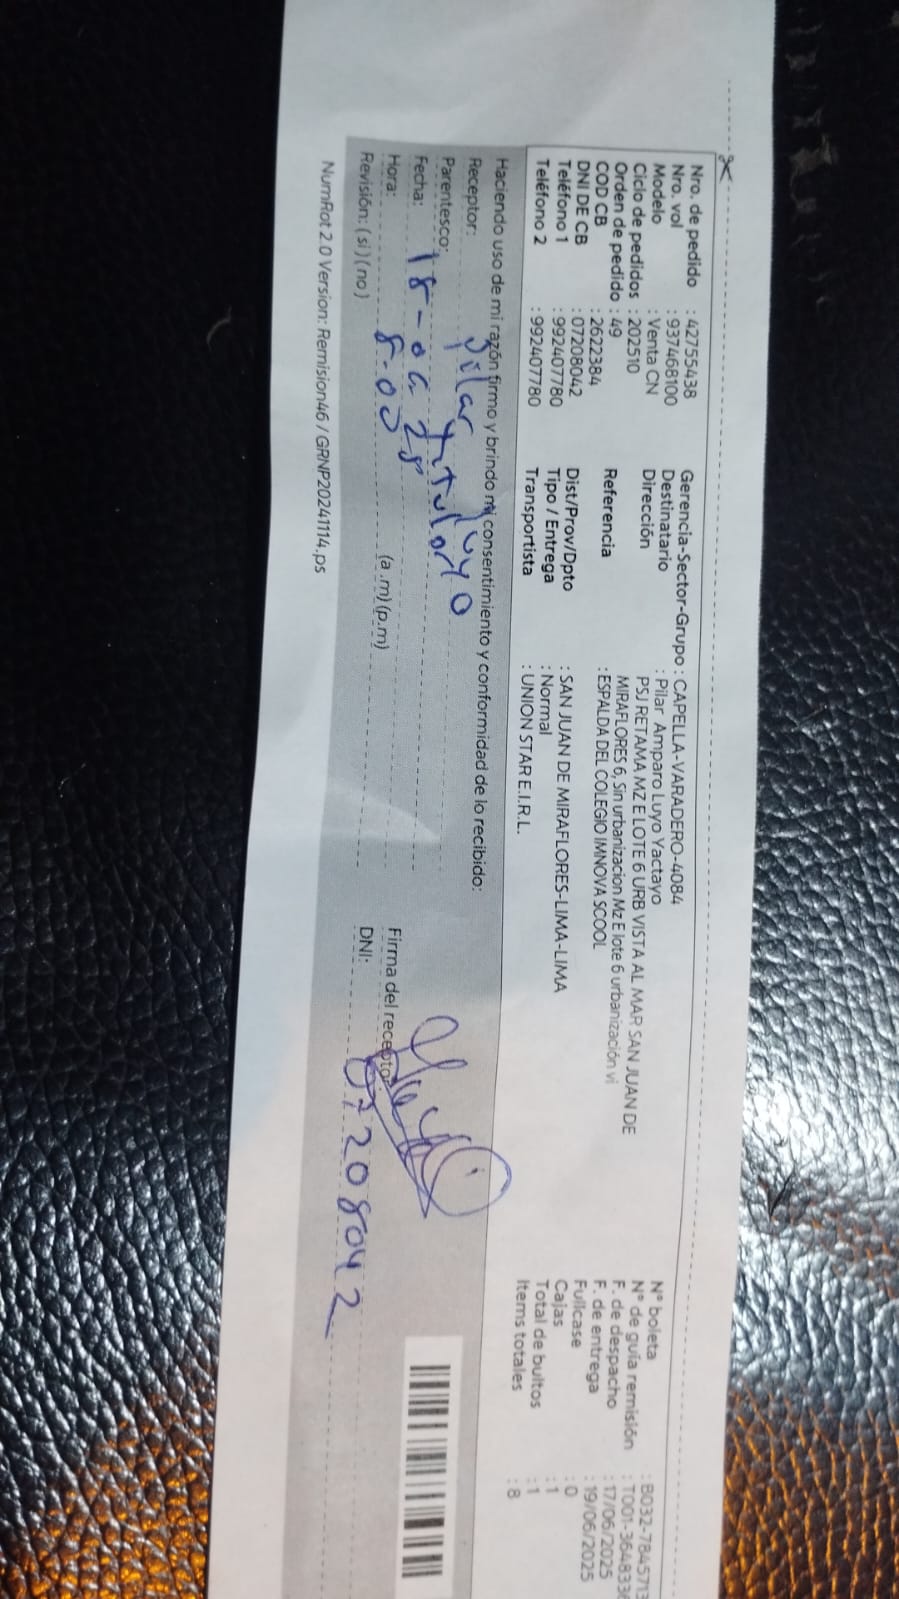 Nro. de pedido : 42755438
Nro. vol : 937468100
Modelo : Venta CN
Ciclo de pedidos : 202510
Orden de pedido : 49
COD CB : 2622384
DNI DE CB : 07208042
Teléfono 1 : 992407780
Teléfono 2 : 992407780
Gerencia-Sector-Grupo : CAPELLA-VARADERO-4084
Destinatario : Pilar Amparo Luyo Yactayo
Dirección PSJ RETAMA MZ E LOTE 6 URB VISTA AL MAR SAN JUAN DE
MIRAFLORES 6, Sin urbanizacion Mz E lote 6 urbanización vi
Referencia : ESPALDA DEL COLEGIO IMNOVA SCOOL
Dist/Prov/Dpto : SAN JUAN DE MIRAFLORES-LIMA-LIMA
Tipo / Entrega : Normal
Transportista : UNION STAR E.I.R.L.
N° boleta : B032-7845713
N° de guía remisión : T001-3648336
F. de despacho : 17/06/2025
F. de entrega : 19/06/2025
Fullcase : 0
Cajas : 1
Total de bultos : 1
Items totales : 8
Haciendo uso de mi razón firmo y brindo mi consentimiento y conformidad de lo recibido:
Receptor: pilar luyo
Parentesco: titular
Fecha: 18-06
Hora: 8-00 (a.m) (p.m)
Revisión: (si) (no)
Firma del receptor:
DNI: 07208042
NumRot 2.0 Version: Remision46 / GRNP20241114.ps